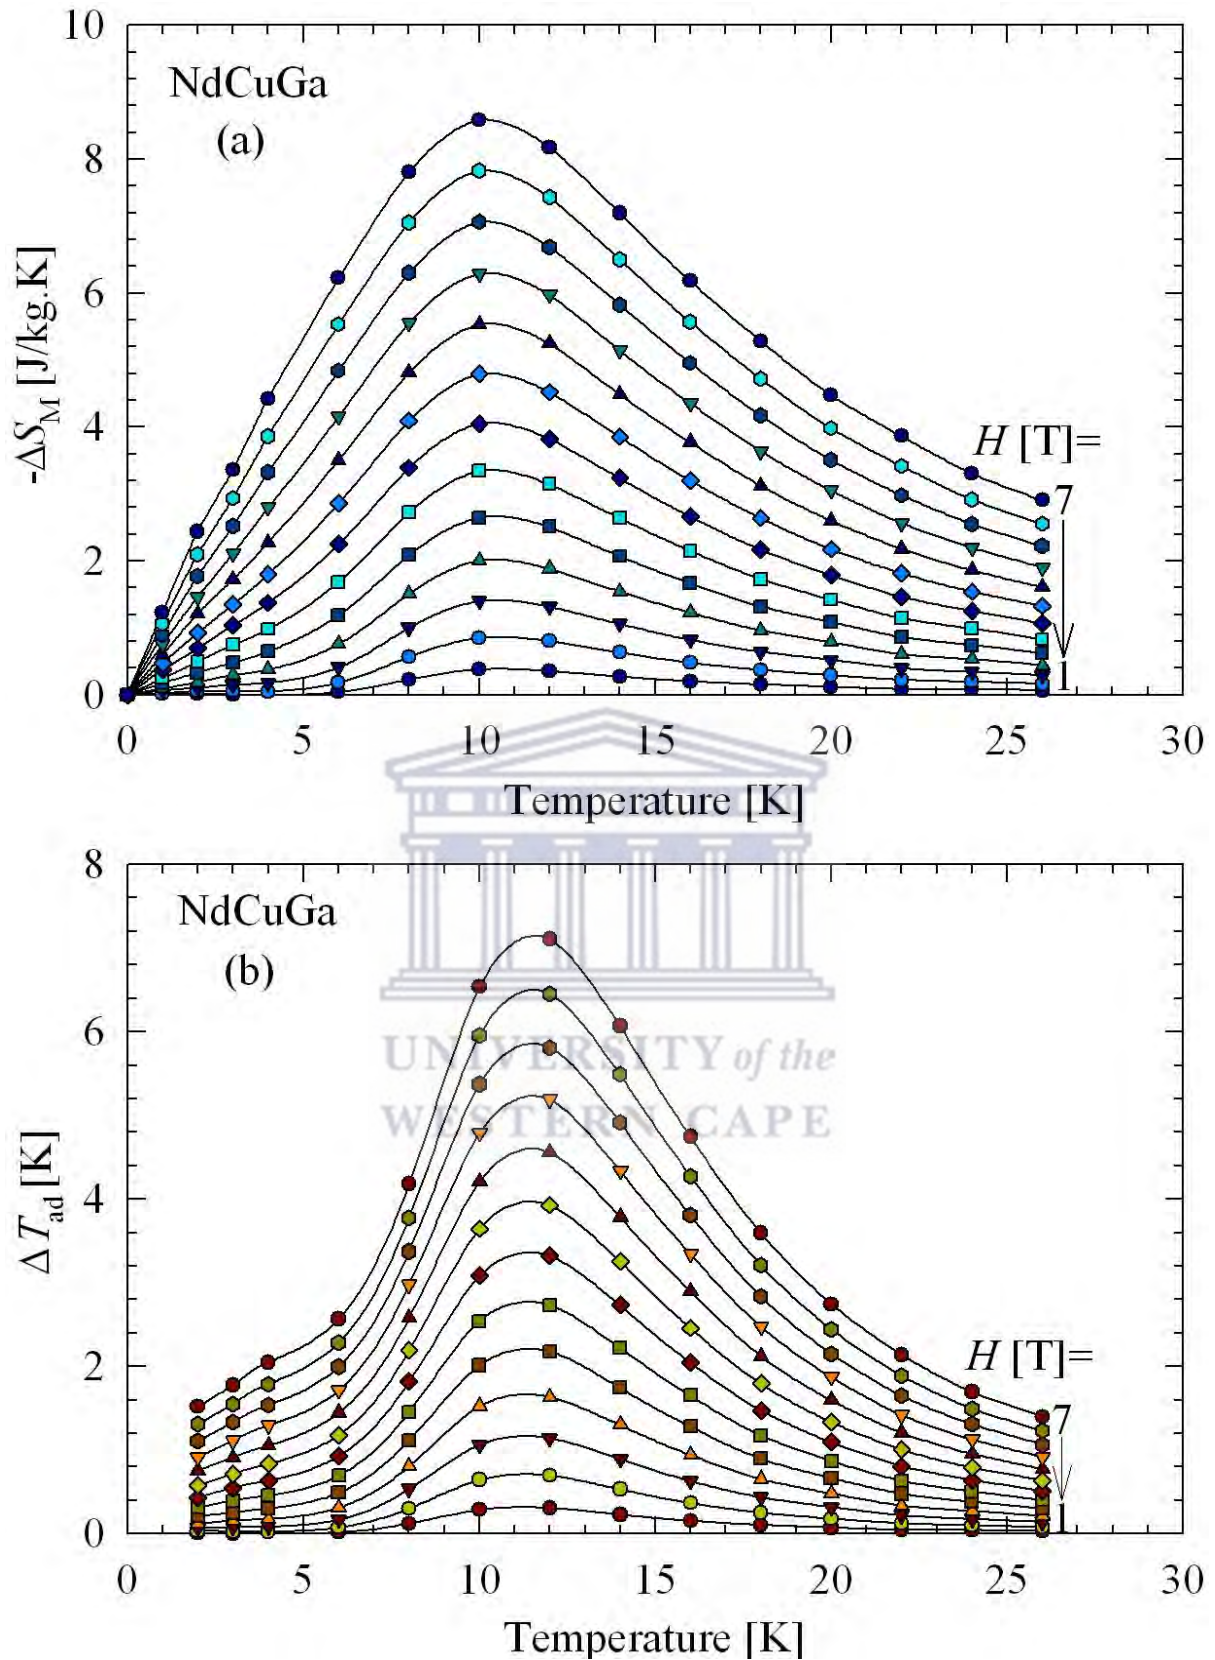 10
NdCuGa
(a)
8
6
-ΔS_M [J/kg.K]
4
H [T]=
7
2
1
0
0 5 10 15 20 25 30
Temperature [K]
8
NdCuGa
(b)
6
UNIVERSITY of the
WESTERN CAPE
ΔT_ad [K]
4
2
H [T]=
7
1
0
0 5 10 15 20 25 30
Temperature [K]